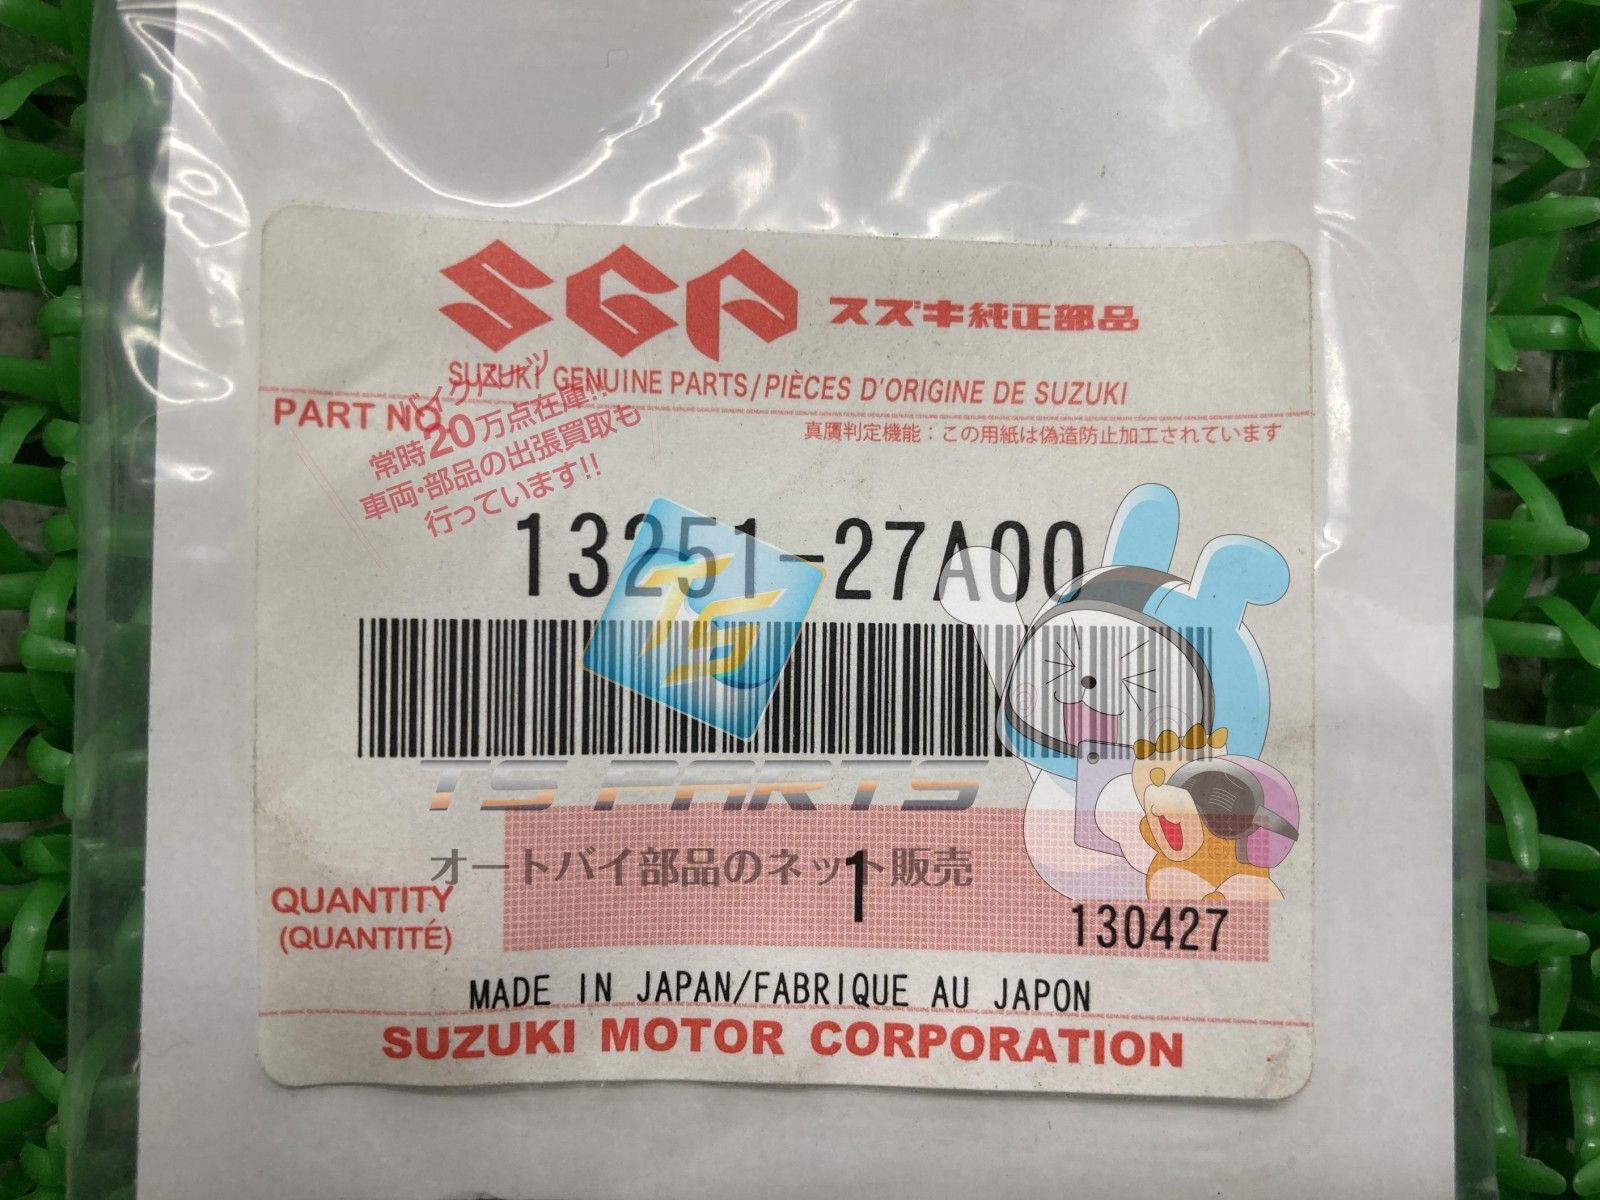 SGP スズキ純正部品
SUZUKI GENUINE PARTS/PIÈCES D'ORIGINE DE SUZUKI
PART NO.
真贋判定機能：この用紙は偽造防止加工されています
バイクパーツ
常時20万点在庫!!
車両・部品の出張買取も
行っています!!
13251-27A00
TS
TS PARTS
オートバイ部品のネット販売
QUANTITY
(QUANTITÉ)
1
130427
MADE IN JAPAN/FABRIQUE AU JAPON
SUZUKI MOTOR CORPORATION